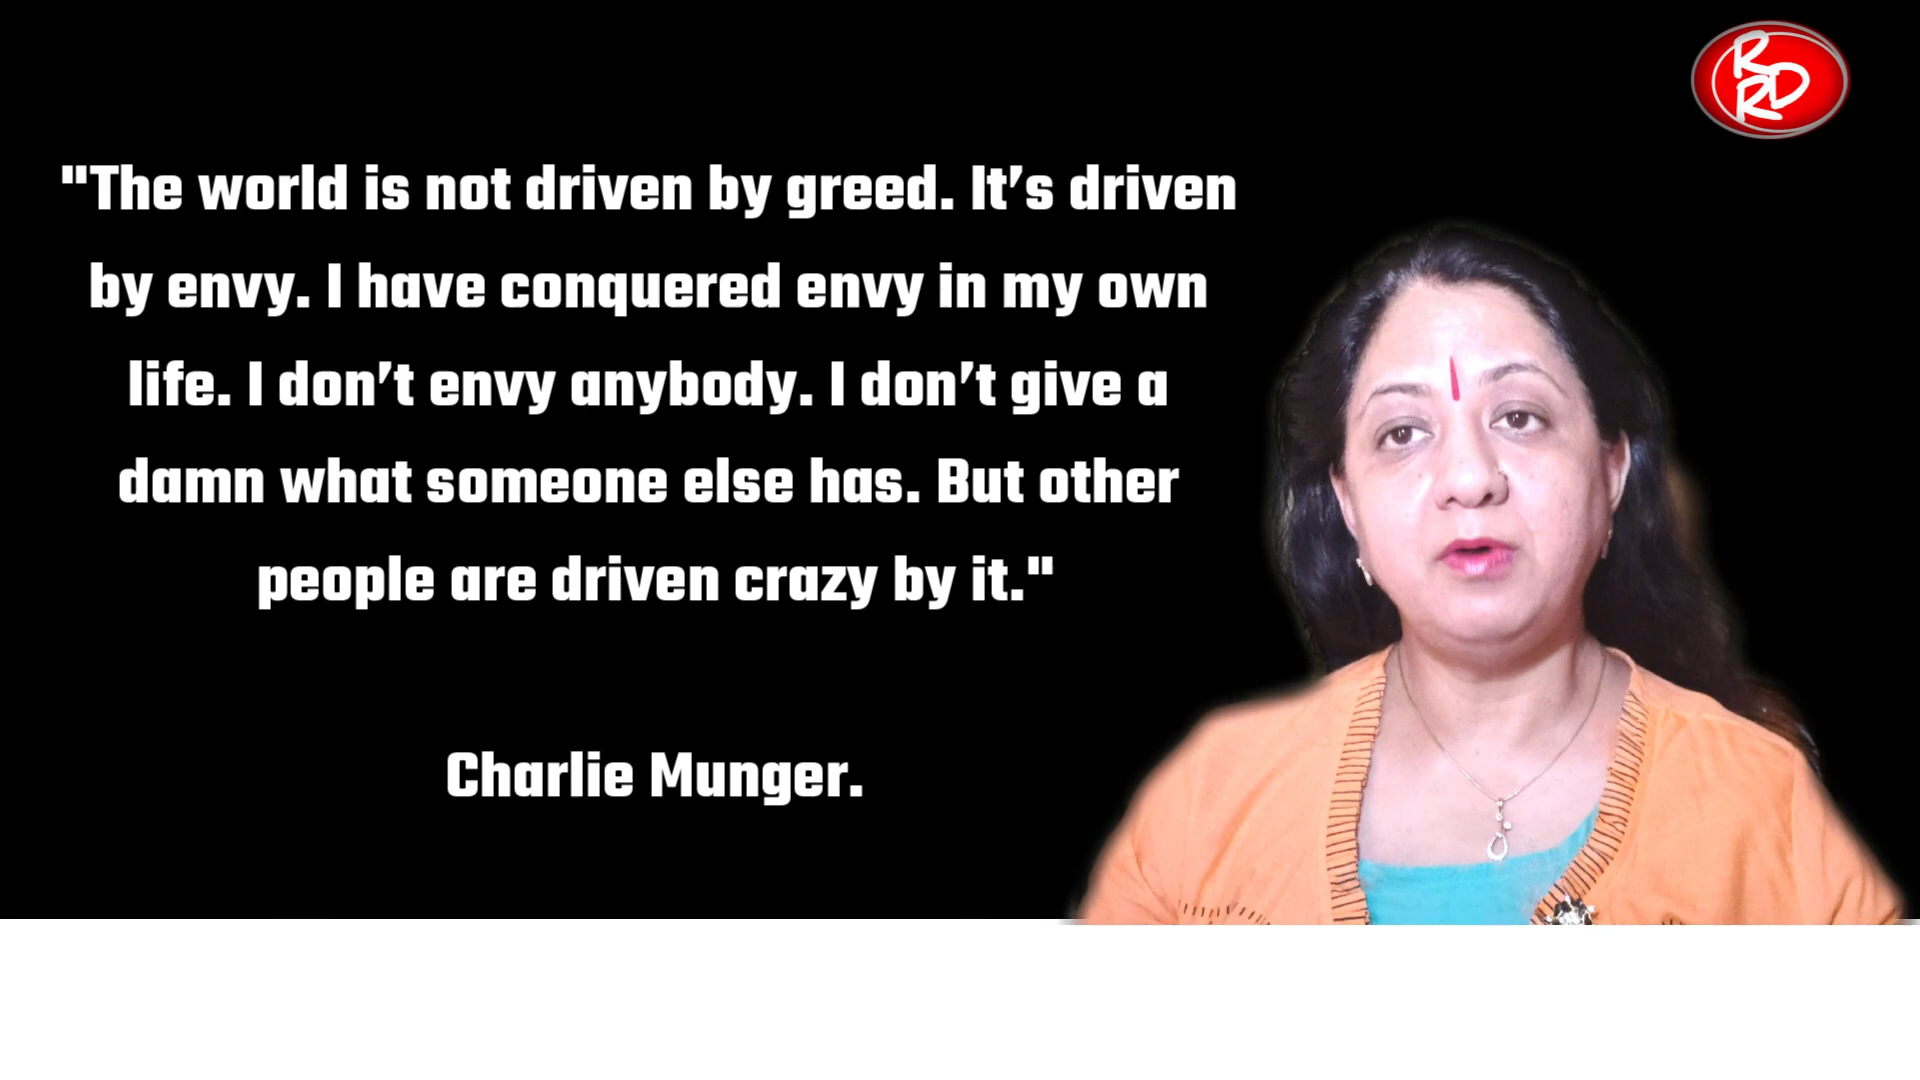 "The world is not driven by greed. It’s driven
by envy. I have conquered envy in my own
life. I don’t envy anybody. I don’t give a
damn what someone else has. But other
people are driven crazy by it."
Charlie Munger.
RRD